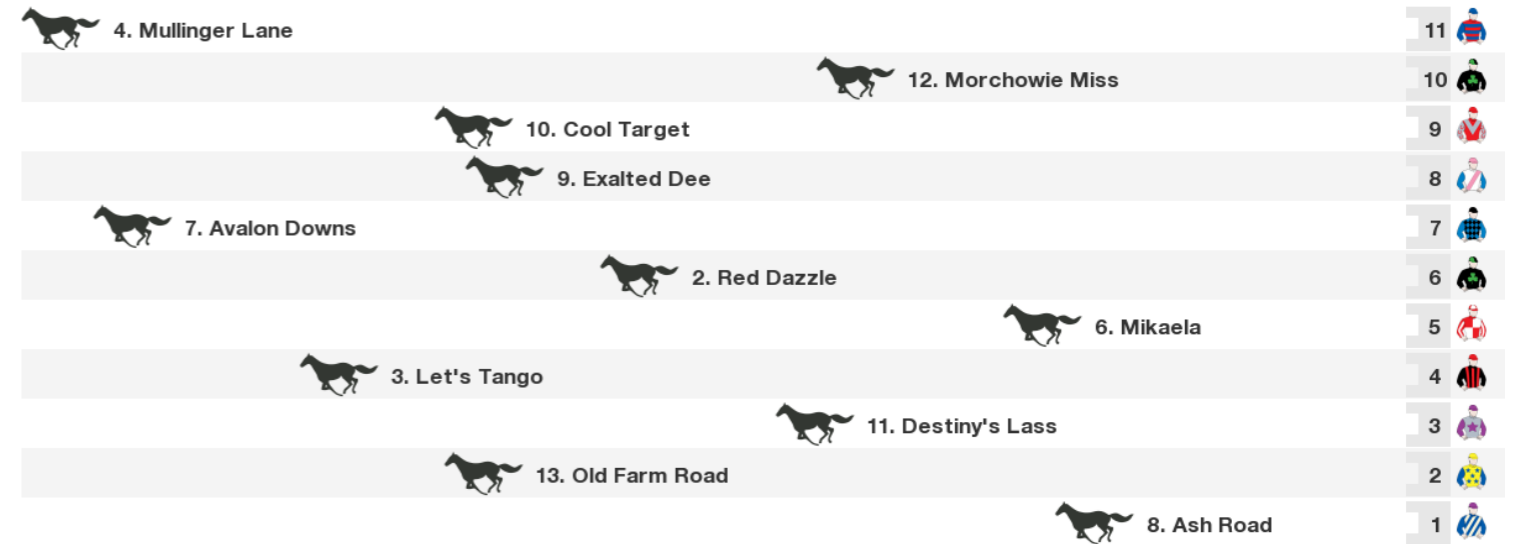 4. Mullinger Lane 11
12. Morchowie Miss 10
10. Cool Target 9
9. Exalted Dee 8
7. Avalon Downs 7
2. Red Dazzle 6
6. Mikaela 5
3. Let's Tango 4
11. Destiny's Lass 3
13. Old Farm Road 2
8. Ash Road 1